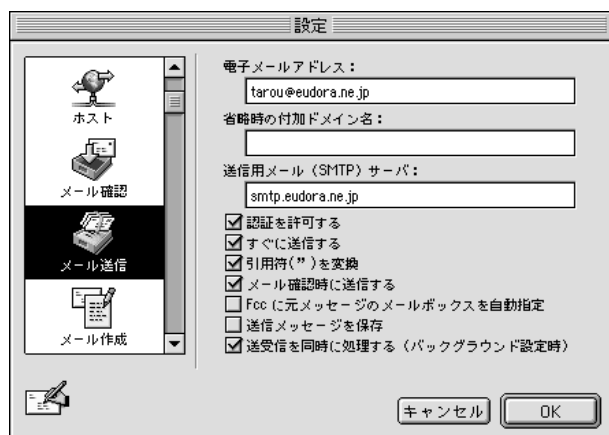 設定
ホスト
メール確認
メール送信
メール作成
電子メールアドレス：
tarou@eudora.ne.jp
省略時の付加ドメイン名：
送信用メール（SMTP）サーバ：
smtp.eudora.ne.jp
認証を許可する
すぐに送信する
引用符(”)を変換
メール確認時に送信する
Fcc に元メッセージのメールボックスを自動指定
送信メッセージを保存
送受信を同時に処理する（バックグラウンド設定時）
キャンセル
OK